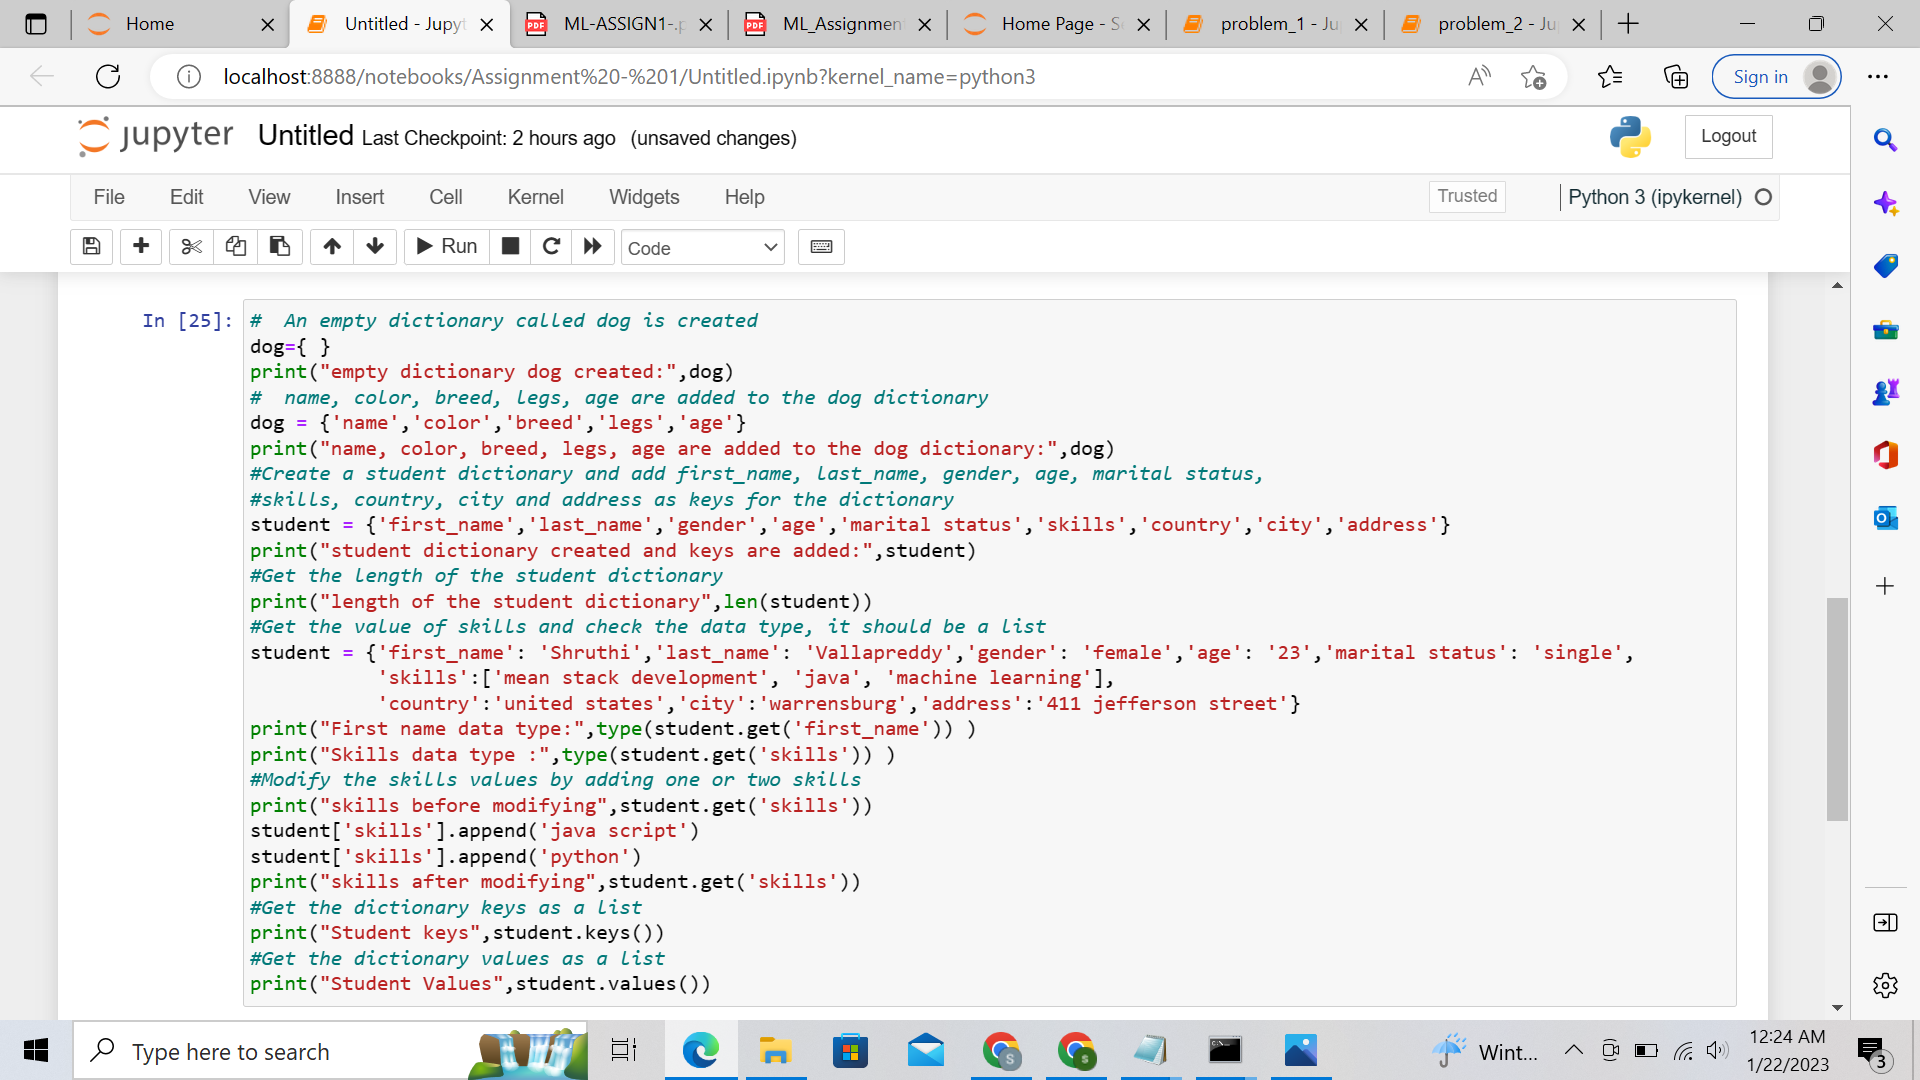 Home
Untitled - Jupyt
ML-ASSIGN1-.p
ML_Assignmen
Home Page - S
problem_1 - Ju
problem_2 - Ju
localhost:8888/notebooks/Assignment%20-%201/Untitled.ipynb?kernel_name=python3
Sign in
jupyter Untitled Last Checkpoint: 2 hours ago (unsaved changes)
Logout
File Edit View Insert Cell Kernel Widgets Help
Trusted
Python 3 (ipykernel)
Run
Code
In [25]:
#  An empty dictionary called dog is created
dog={ }
print("empty dictionary dog created:",dog)
#  name, color, breed, legs, age are added to the dog dictionary
dog = {'name','color','breed','legs','age'}
print("name, color, breed, legs, age are added to the dog dictionary:",dog)
#Create a student dictionary and add first_name, last_name, gender, age, marital status,
#skills, country, city and address as keys for the dictionary
student = {'first_name','last_name','gender','age','marital status','skills','country','city','address'}
print("student dictionary created and keys are added:",student)
#Get the length of the student dictionary
print("length of the student dictionary",len(student))
#Get the value of skills and check the data type, it should be a list
student = {'first_name': 'Shruthi','last_name': 'Vallapreddy','gender': 'female','age': '23','marital status': 'single',
           'skills':['mean stack development', 'java', 'machine learning'],
           'country':'united states','city':'warrensburg','address':'411 jefferson street'}
print("First name data type:",type(student.get('first_name')) )
print("Skills data type :",type(student.get('skills')) )
#Modify the skills values by adding one or two skills
print("skills before modifying",student.get('skills'))
student['skills'].append('java script')
student['skills'].append('python')
print("skills after modifying",student.get('skills'))
#Get the dictionary keys as a list
print("Student keys",student.keys())
#Get the dictionary values as a list
print("Student Values",student.values())
Type here to search
Wint...
12:24 AM
1/22/2023
3